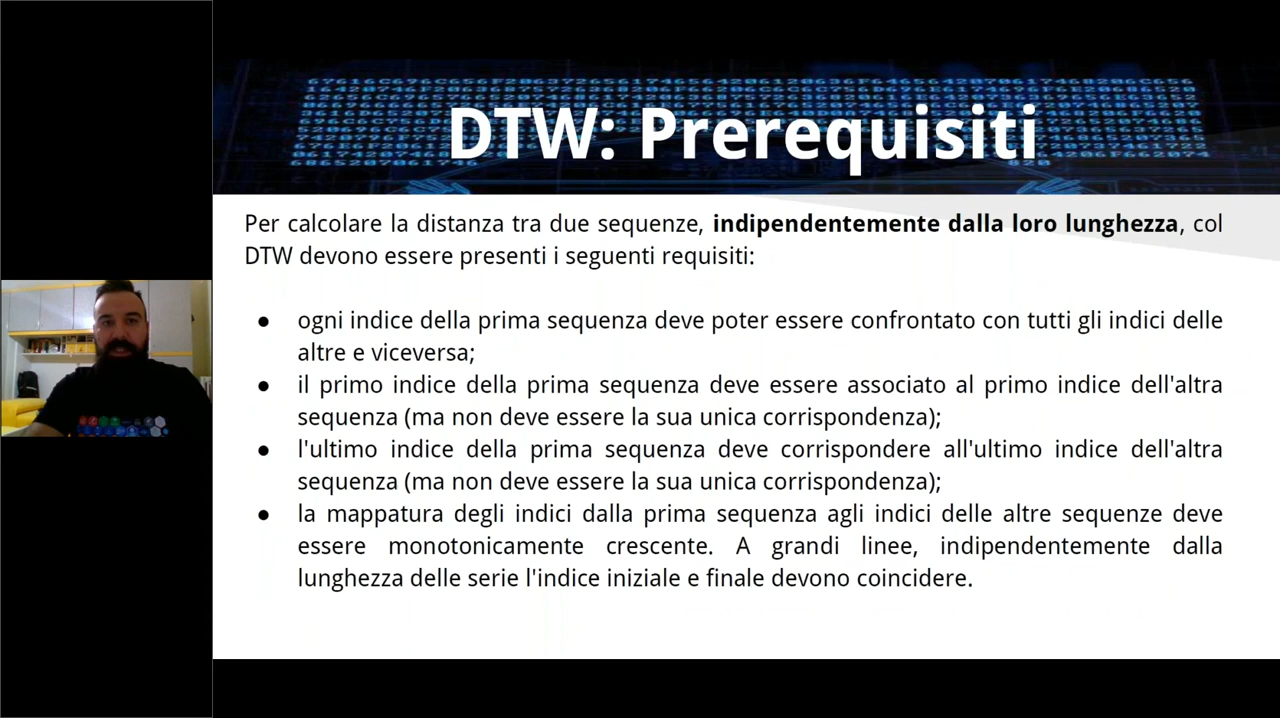 DTW: Prerequisiti
Per calcolare la distanza tra due sequenze, indipendentemente dalla loro lunghezza, col
DTW devono essere presenti i seguenti requisiti:
● ogni indice della prima sequenza deve poter essere confrontato con tutti gli indici delle
altre e viceversa;
● il primo indice della prima sequenza deve essere associato al primo indice dell'altra
sequenza (ma non deve essere la sua unica corrispondenza);
● l'ultimo indice della prima sequenza deve corrispondere all'ultimo indice dell'altra
sequenza (ma non deve essere la sua unica corrispondenza);
● la mappatura degli indici dalla prima sequenza agli indici delle altre sequenze deve
essere monotonicamente crescente. A grandi linee, indipendentemente dalla
lunghezza delle serie l'indice iniziale e finale devono coincidere.